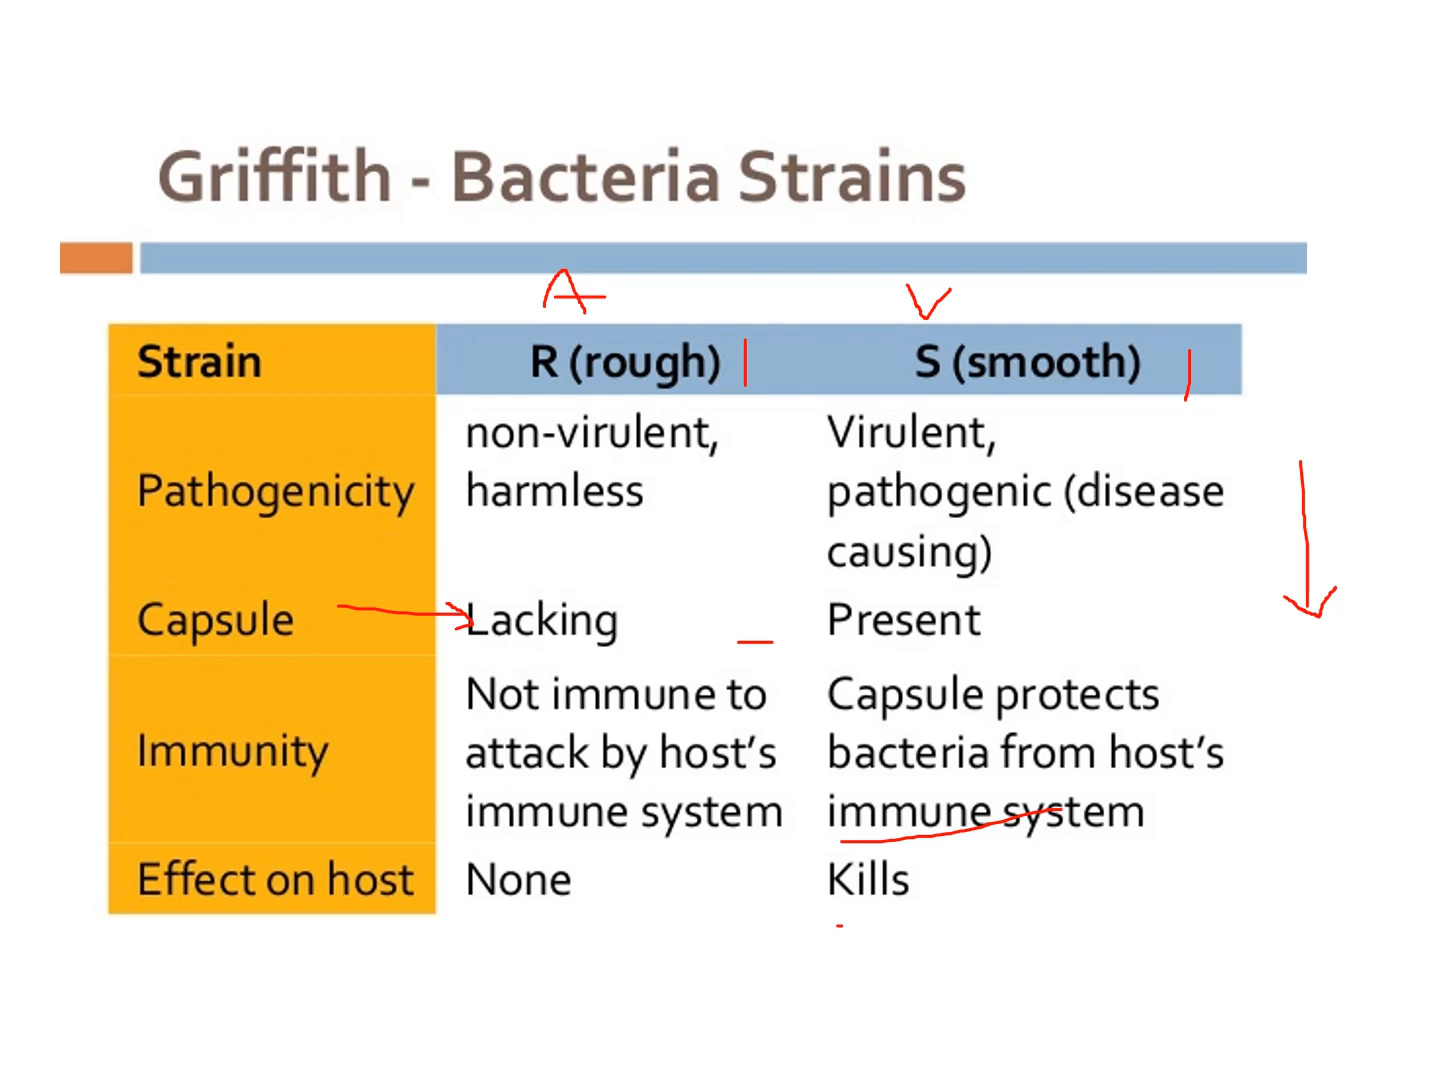 Griffith - Bacteria Strains
A V
Strain R (rough) S (smooth)
Pathogenicity
non-virulent,
harmless
Virulent,
pathogenic (disease
causing)
Capsule Lacking Present
Immunity
Not immune to
attack by host's
immune system
Capsule protects
bacteria from host's
immune system
Effect on host None Kills